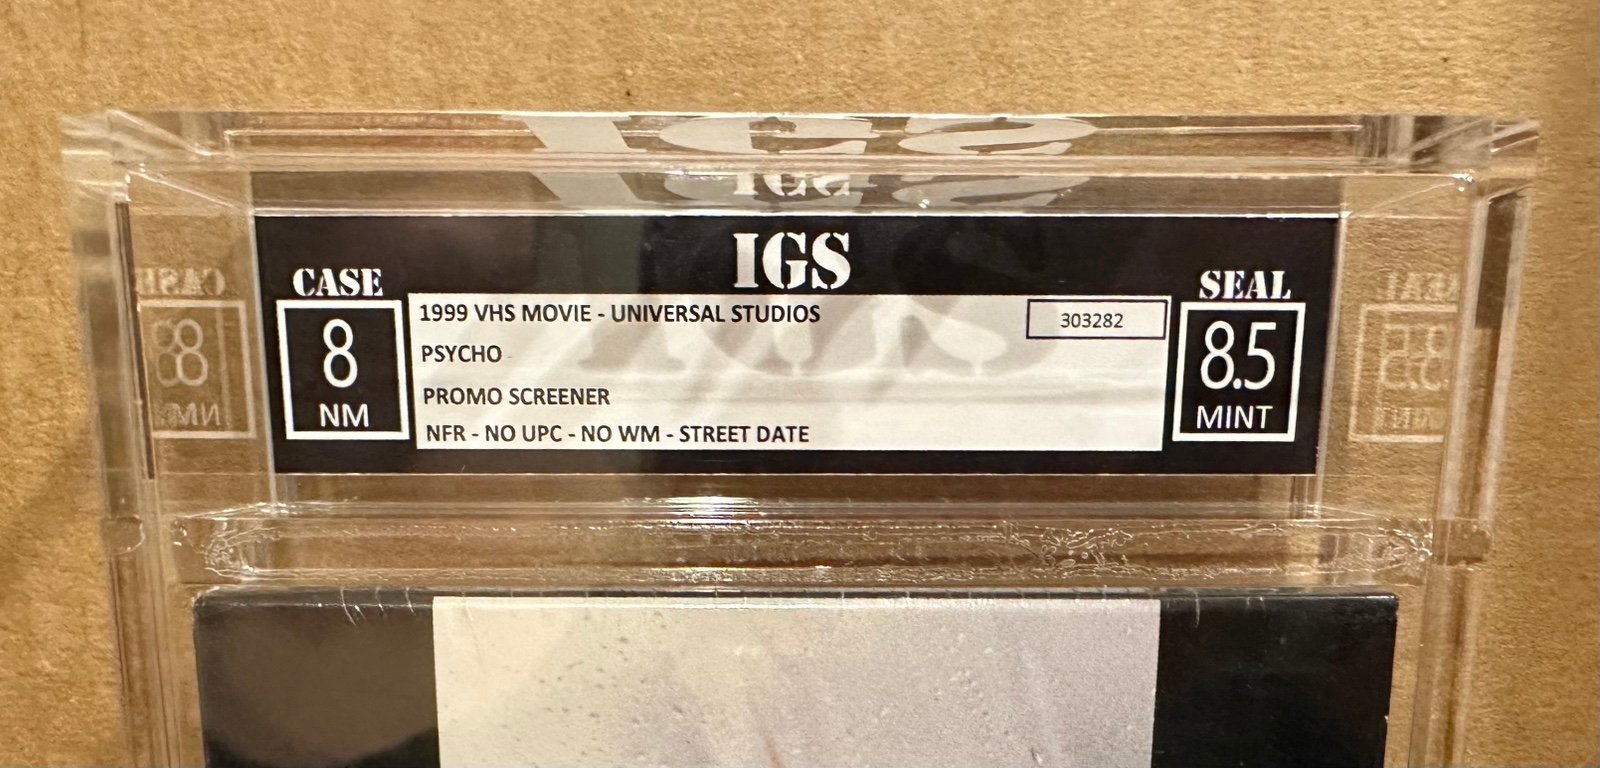 IGS
CASE
8
NM
1999 VHS MOVIE - UNIVERSAL STUDIOS
303282
PSYCHO
PROMO SCREENER
NFR - NO UPC - NO WM - STREET DATE
SEAL
8.5
MINT